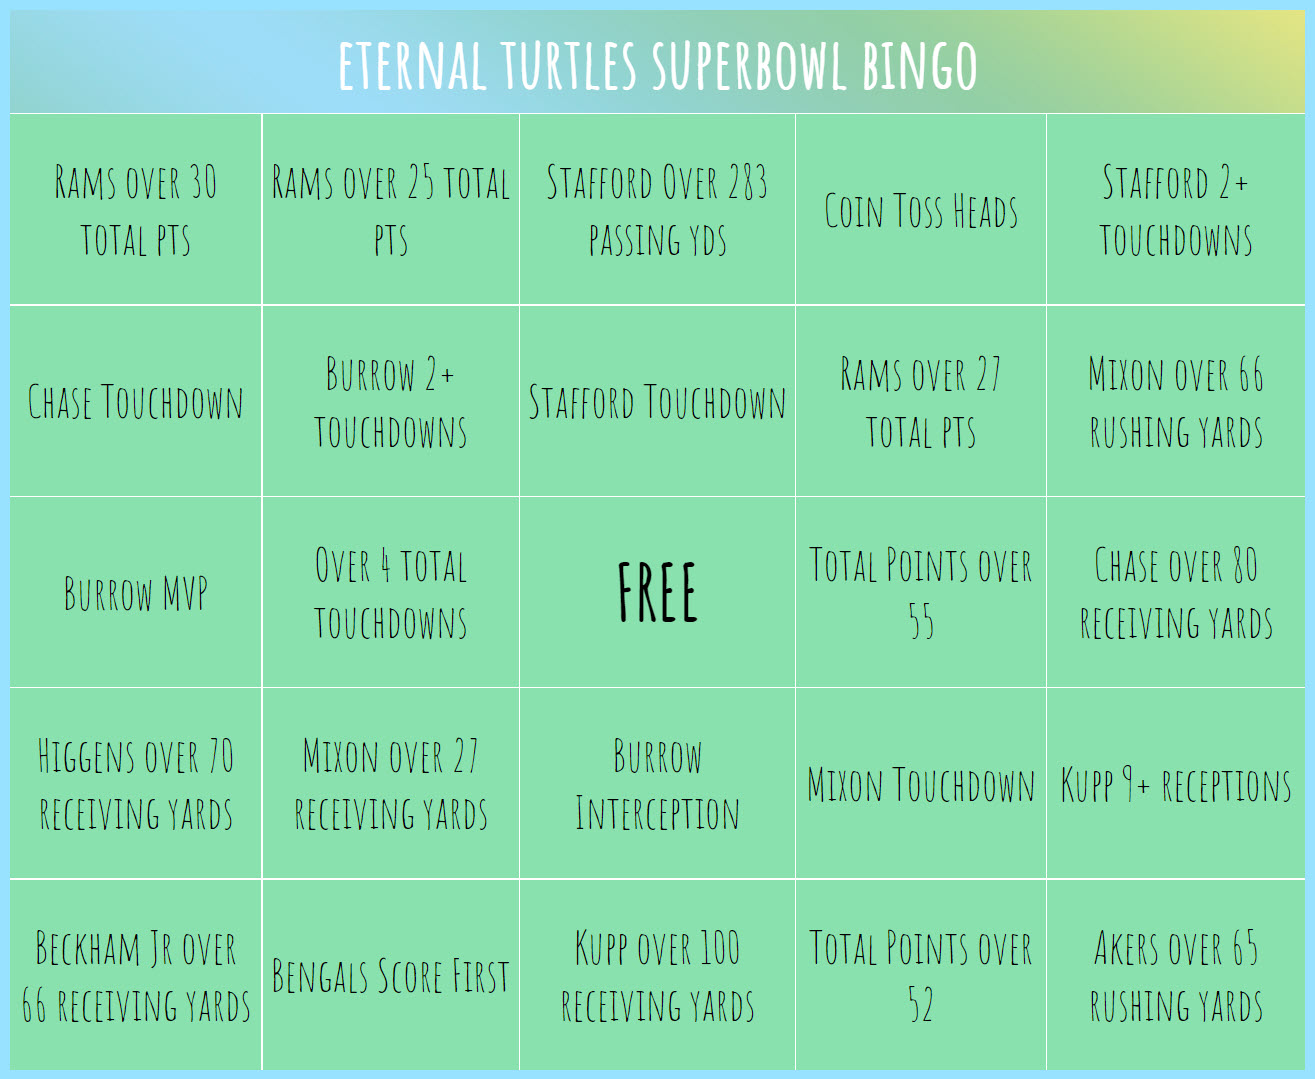 ETERNAL TURTLES SUPERBOWL BINGO
RAMS OVER 30
TOTAL PTS
RAMS OVER 25 TOTAL
PTS
STAFFORD OVER 283
PASSING YDS
COIN TOSS HEADS
STAFFORD 2+
TOUCHDOWNS
CHASE TOUCHDOWN
BURROW 2+
TOUCHDOWNS
STAFFORD TOUCHDOWN
RAMS OVER 27
TOTAL PTS
MIXON OVER 66
RUSHING YARDS
BURROW MVP
OVER 4 TOTAL
TOUCHDOWNS
FREE
TOTAL POINTS OVER
55
CHASE OVER 80
RECEIVING YARDS
HIGGENS OVER 70
RECEIVING YARDS
MIXON OVER 27
RECEIVING YARDS
BURROW
INTERCEPTION
MIXON TOUCHDOWN
KUPP 9+ RECEPTIONS
BECKHAM JR OVER
66 RECEIVING YARDS
BENGALS SCORE FIRST
KUPP OVER 100
RECEIVING YARDS
TOTAL POINTS OVER
52
AKERS OVER 65
RUSHING YARDS